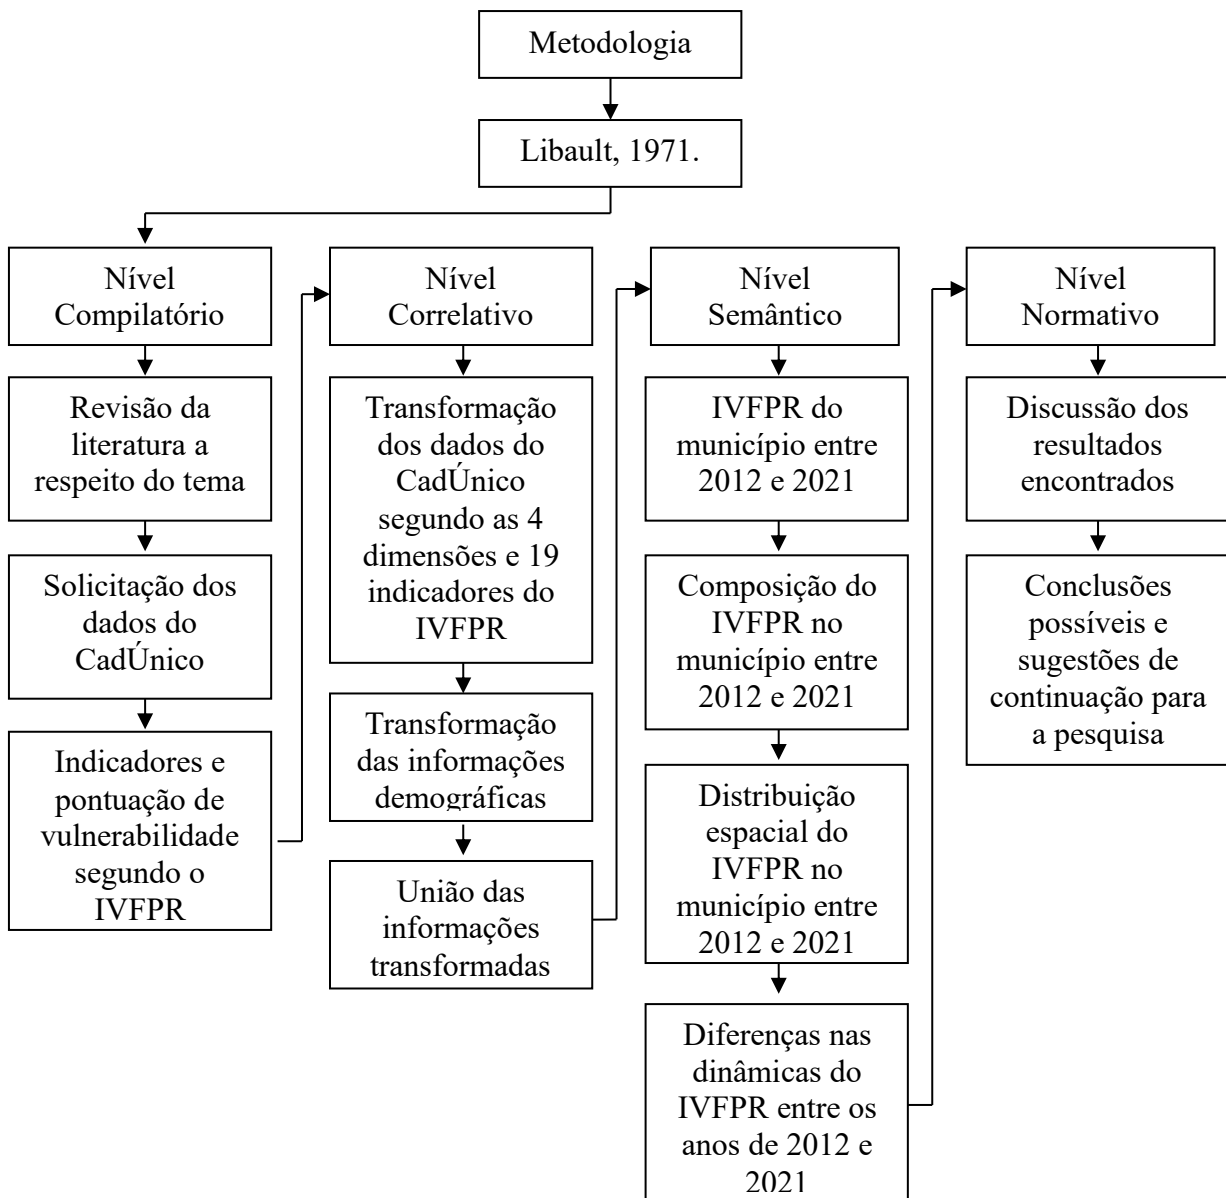 Metodologia
Libault, 1971.
Nível
Compilatório
Revisão da
literatura a
respeito do tema
Solicitação dos
dados do
CadÚnico
Indicadores e
pontuação de
vulnerabilidade
segundo o
IVFPR
Nível
Correlativo
Transformação
dos dados do
CadÚnico
segundo as 4
dimensões e 19
indicadores do
IVFPR
Transformação
das informações
demográficas
União das
informações
transformadas
Nível
Semântico
IVFPR do
município entre
2012 e 2021
Composição do
IVFPR no
município entre
2012 e 2021
Distribuição
espacial do
IVFPR no
município entre
2012 e 2021
Diferenças nas
dinâmicas do
IVFPR entre os
anos de 2012 e
2021
Nível
Normativo
Discussão dos
resultados
encontrados
Conclusões
possíveis e
sugestões de
continuação para
a pesquisa